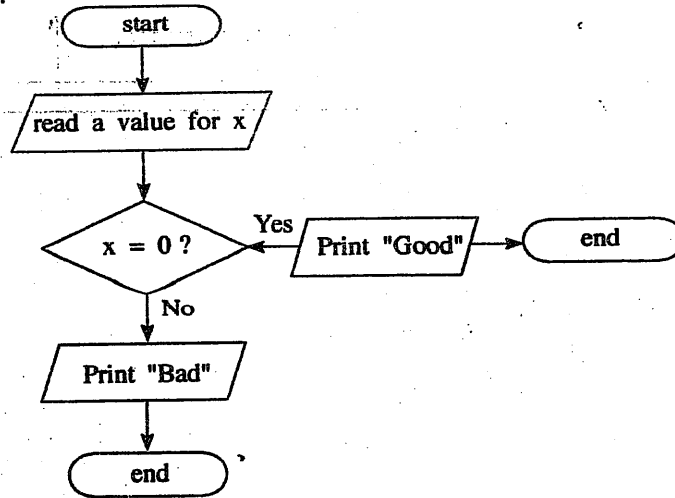 start
read a value for x
x = 0 ?
Yes
Print "Good"
end
No
Print "Bad"
end